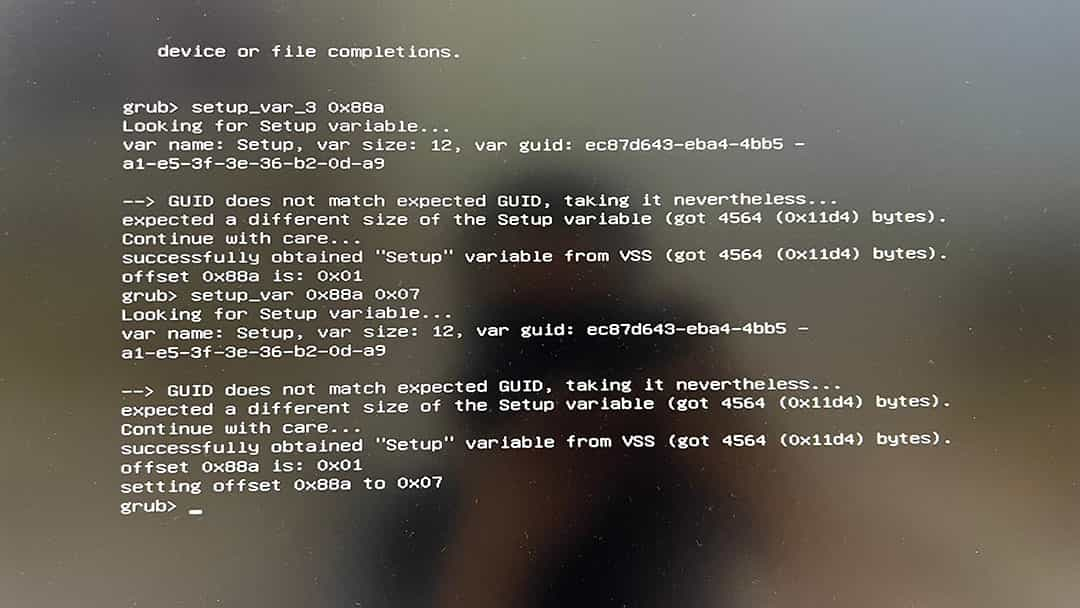 device or file completions.
grub> setup_var_3 0x88a
Looking for Setup variable...
var name: Setup, var size: 12, var guid: ec87d643-eba4-4bb5 -
a1-e5-3f-3e-36-b2-0d-a9
--> GUID does not match expected GUID, taking it nevertheless...
expected a different size of the Setup variable (got 4564 (0x11d4) bytes).
Continue with care...
successfully obtained "Setup" variable from VSS (got 4564 (0x11d4) bytes).
offset 0x88a is: 0x01
grub> setup_var 0x88a 0x07
Looking for Setup variable...
var name: Setup, var size: 12, var guid: ec87d643-eba4-4bb5 -
a1-e5-3f-3e-36-b2-0d-a9
--> GUID does not match expected GUID, taking it nevertheless...
expected a different size of the Setup variable (got 4564 (0x11d4) bytes).
Continue with care...
successfully obtained "Setup" variable from VSS (got 4564 (0x11d4) bytes).
offset 0x88a is: 0x01
setting offset 0x88a to 0x07
grub> _